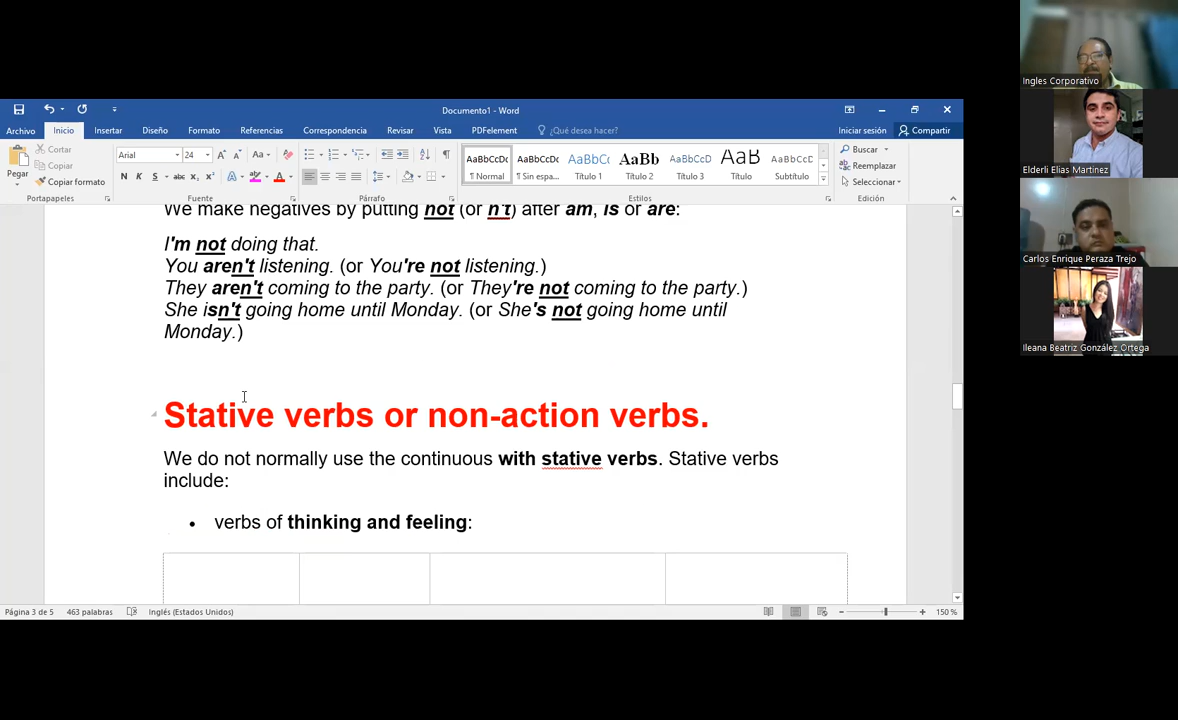 Documento1 - Word
Archivo Inicio Insertar Diseño Formato Referencias Correspondencia Revisar Vista PDFelement ¿Qué desea hacer? Iniciar sesión Compartir
Pegar
Cortar
Copiar
Copiar formato
Portapapeles
Arial 24
Aa
N K S abc x₂ x²
Fuente
Párrafo
AaBbCcDc AaBbCcDc AaBbC AaBb AaBbCcD AaB AaBbCcD
¶ Normal ¶ Sin espa... Título 1 Título 2 Título 3 Título Subtítulo
Estilos
Buscar
Reemplazar
Seleccionar
Edición
We make negatives by putting not (or n't) after am, is or are:
I'm not doing that.
You aren't listening. (or You're not listening.)
They aren't coming to the party. (or They're not coming to the party.)
She isn't going home until Monday. (or She's not going home until
Monday.)
Stative verbs or non-action verbs.
We do not normally use the continuous with stative verbs. Stative verbs
include:
• verbs of thinking and feeling:
Página 3 de 5 463 palabras Inglés (Estados Unidos) 150 %
Ingles Corporativo
Elderli Elias Martinez
Carlos Enrique Peraza Trejo
Ileana Beatriz González Ortega